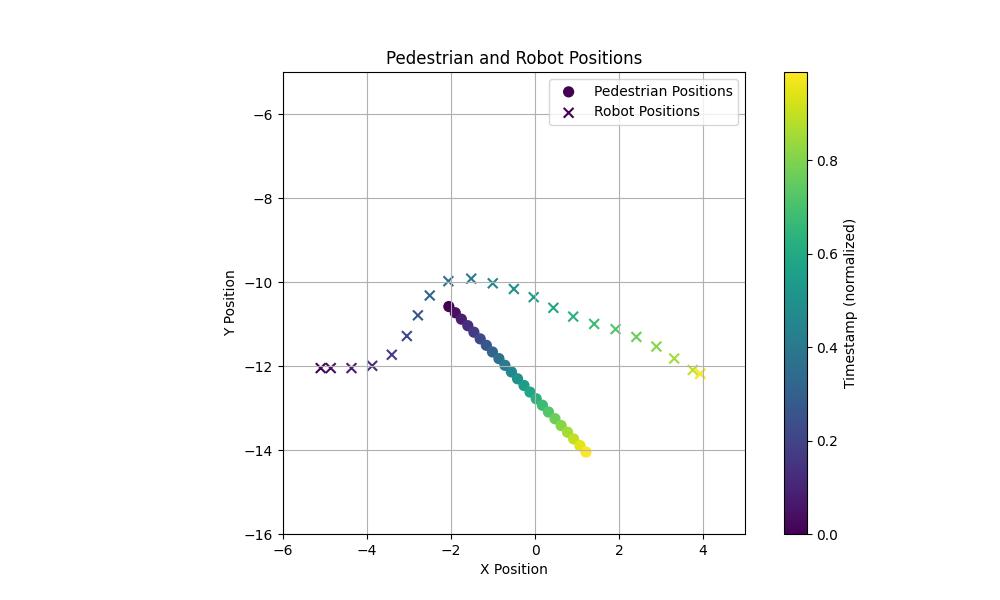 Pedestrian and Robot Positions
Pedestrian Positions
Robot Positions
−6
−8
−10
−12
−14
−16
Y Position
−6 −4 −2 0 2 4
X Position
0.8
0.6
0.4
0.2
0.0
Timestamp (normalized)